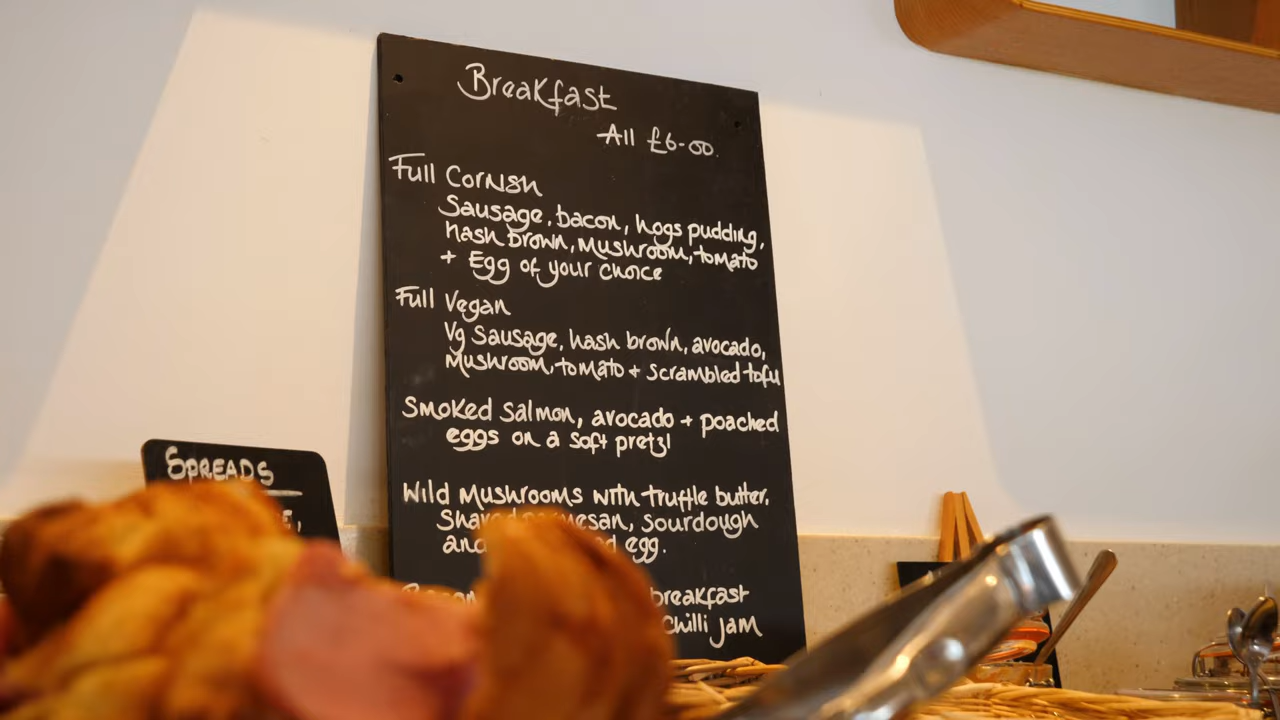 Breakfast
All £6-00.
Full Cornish
Sausage, bacon, hogs pudding,
hash brown, Mushroom, tomato
+ Egg of your choice
Full Vegan
Vg Sausage, hash brown, avocado,
Mushroom, tomato + scrambled tofu
Smoked Salmon, avocado + poached
eggs on a soft pretzl
Wild Mushrooms with truffle butter,
sourdough
egg.
breakfast
Chilli jam
SPREADS